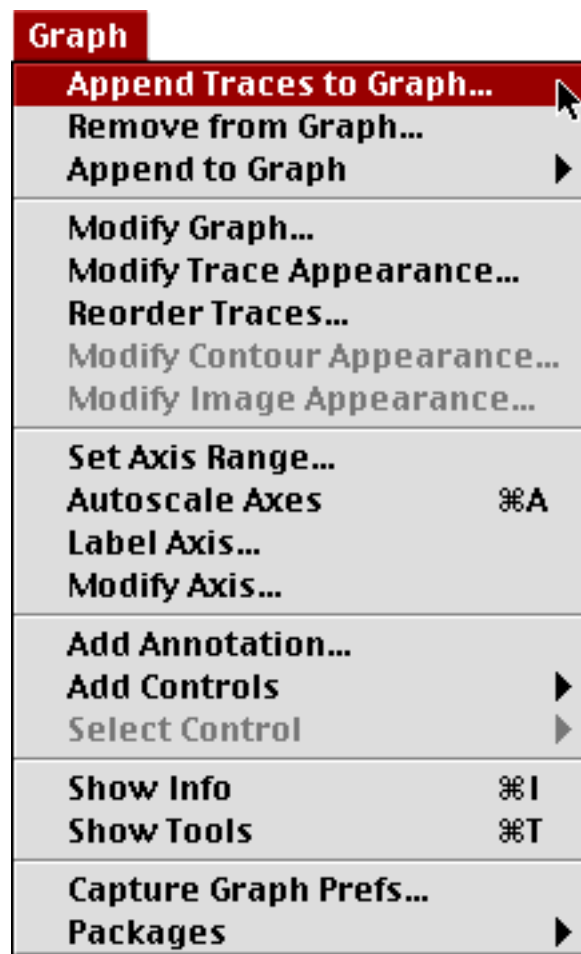 Graph
Append Traces to Graph...
Remove from Graph...
Append to Graph
Modify Graph...
Modify Trace Appearance...
Reorder Traces...
Modify Contour Appearance...
Modify Image Appearance...
Set Axis Range...
Autoscale Axes ⌘A
Label Axis...
Modify Axis...
Add Annotation...
Add Controls
Select Control
Show Info ⌘I
Show Tools ⌘T
Capture Graph Prefs...
Packages